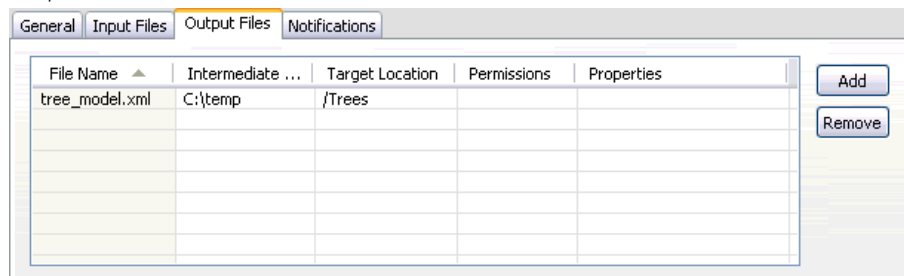 General Input Files Output Files Notifications
File Name Intermediate ... Target Location Permissions Properties
Add
tree_model.xml C:\temp /Trees
Remove